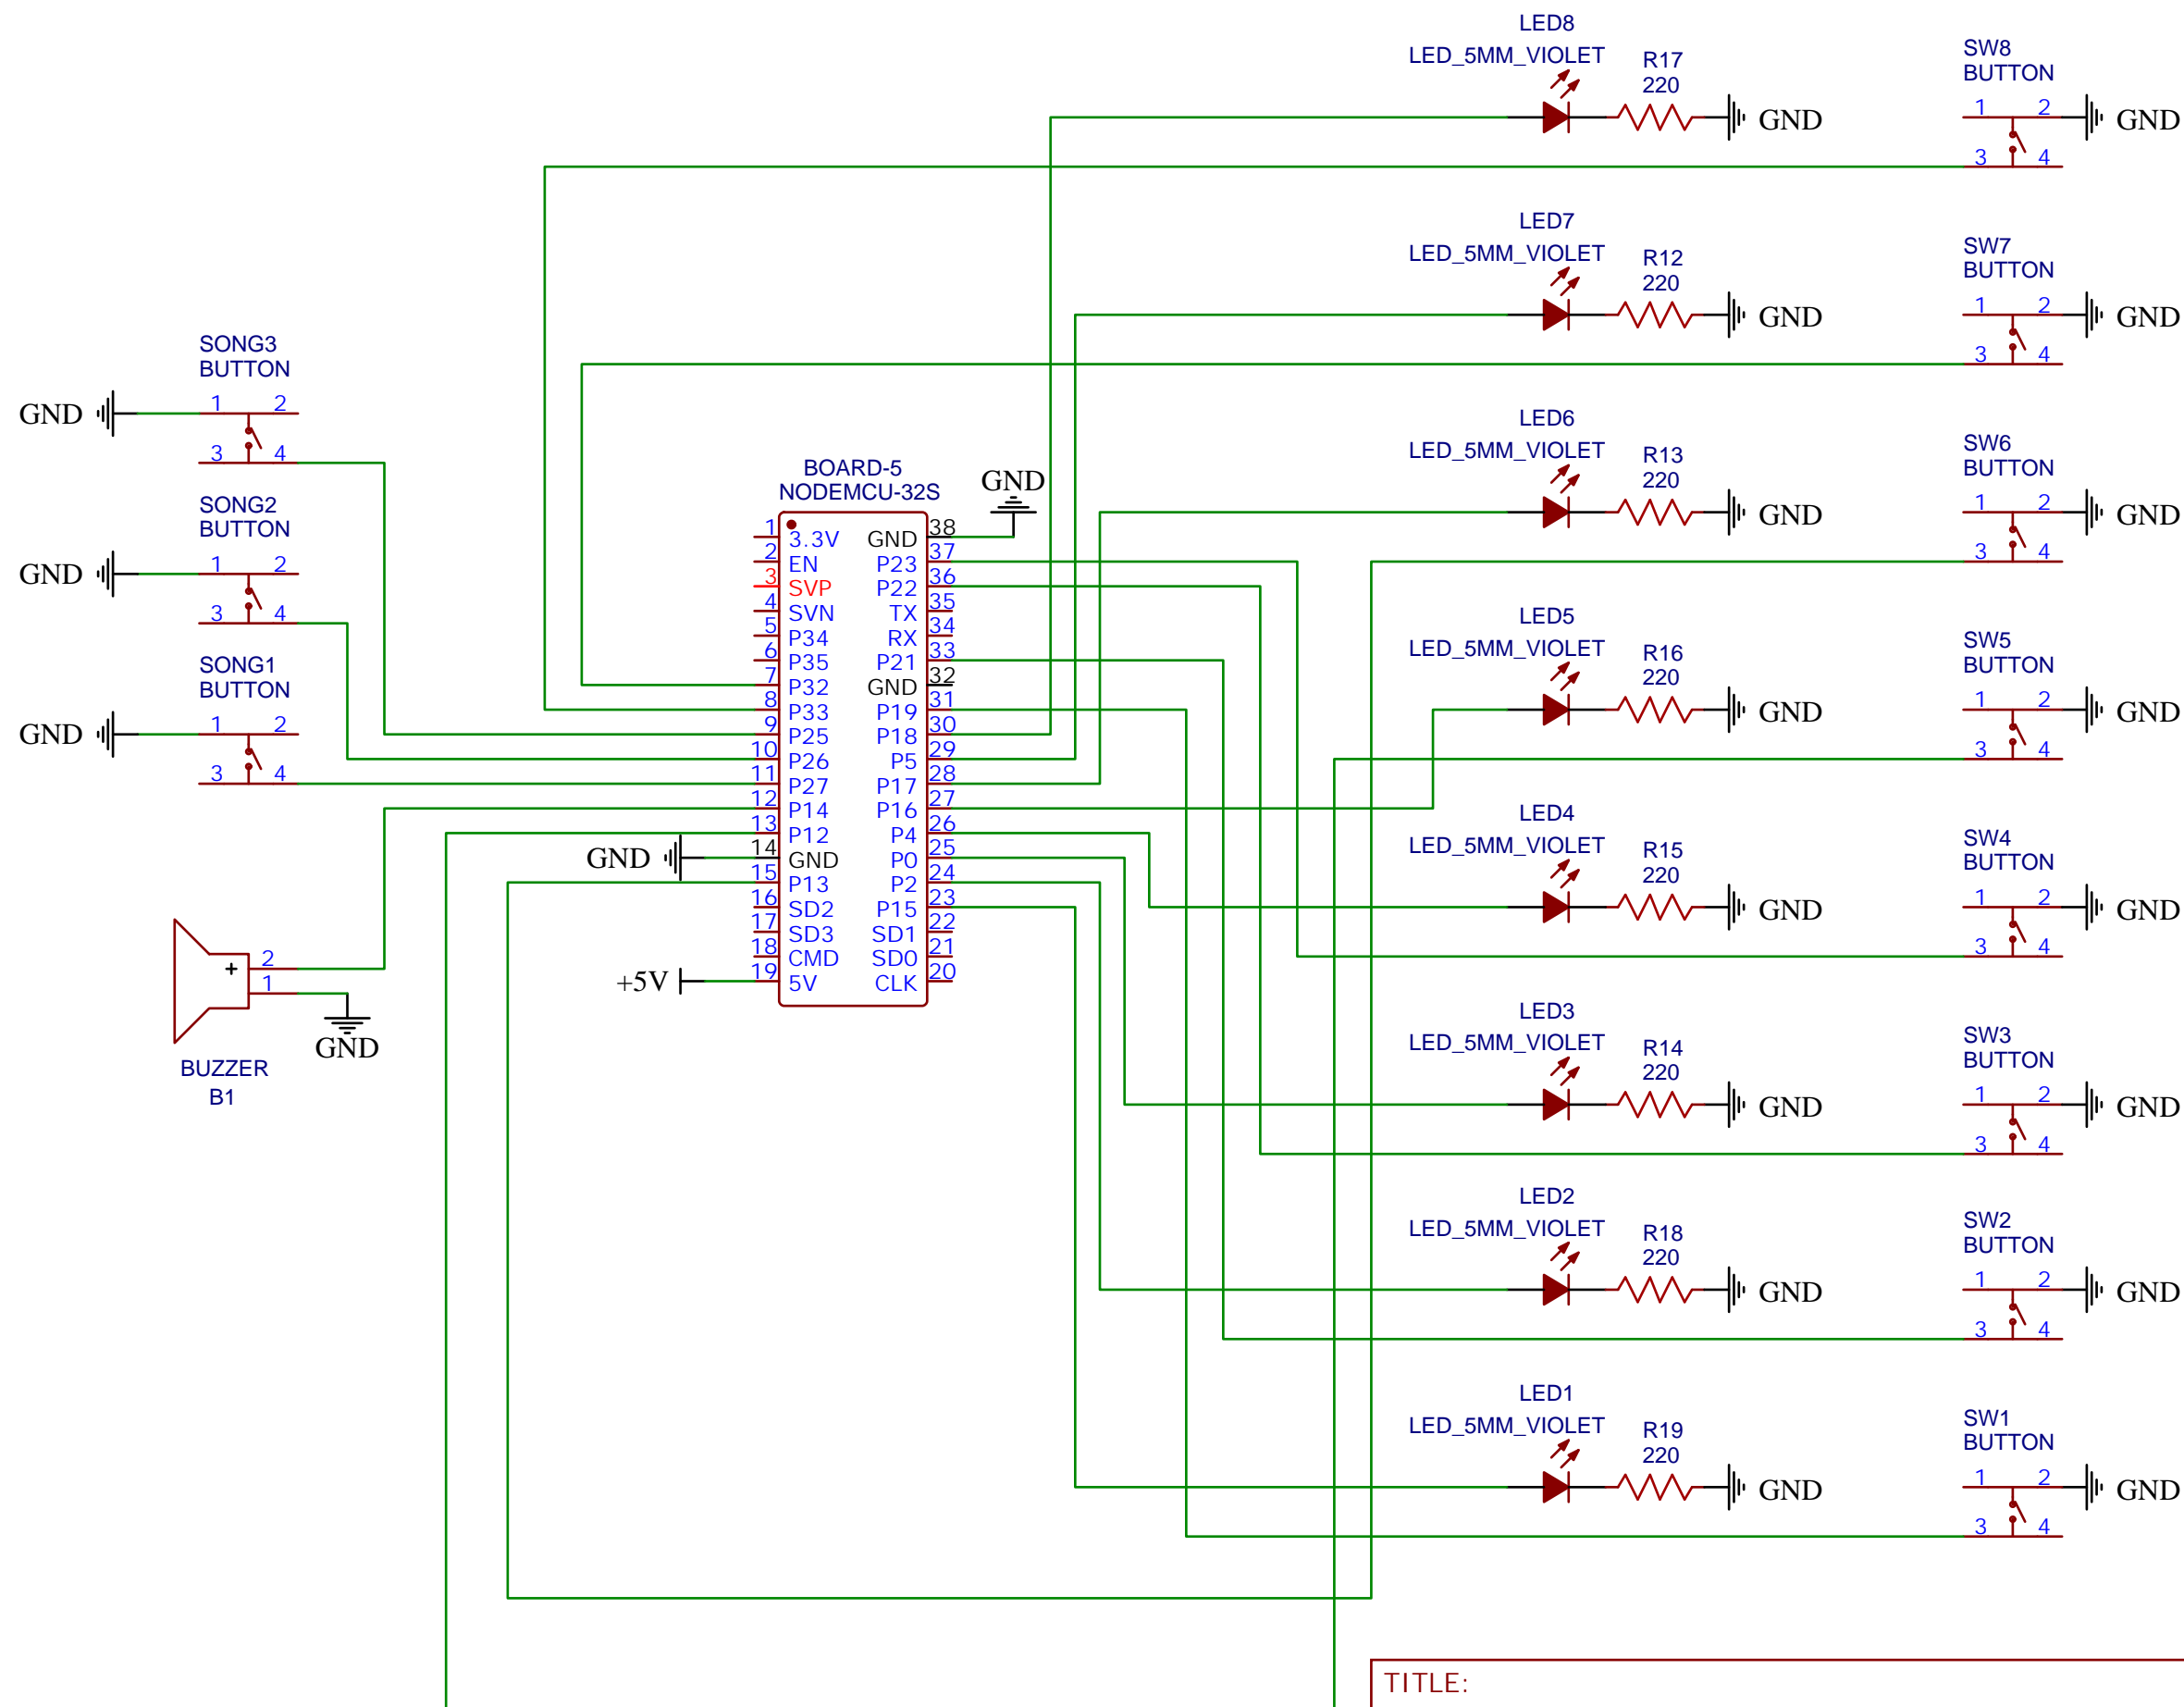 LED8
LED_5MM_VIOLET
R17
220
GND
SW8
BUTTON
1 2
3 4
GND
LED7
LED_5MM_VIOLET
R12
220
GND
SW7
BUTTON
1 2
3 4
GND
LED6
LED_5MM_VIOLET
R13
220
GND
SW6
BUTTON
1 2
3 4
GND
LED5
LED_5MM_VIOLET
R16
220
GND
SW5
BUTTON
1 2
3 4
GND
LED4
LED_5MM_VIOLET
R15
220
GND
SW4
BUTTON
1 2
3 4
GND
LED3
LED_5MM_VIOLET
R14
220
GND
SW3
BUTTON
1 2
3 4
GND
LED2
LED_5MM_VIOLET
R18
220
GND
SW2
BUTTON
1 2
3 4
GND
LED1
LED_5MM_VIOLET
R19
220
GND
SW1
BUTTON
1 2
3 4
GND
SONG3
BUTTON
GND
1 2
3 4
SONG2
BUTTON
GND
1 2
3 4
SONG1
BUTTON
GND
1 2
3 4
BOARD-5
NODEMCU-32S
GND
1 3.3V GND 38
2 EN P23 37
3 SVP P22 36
4 SVN TX 35
5 P34 RX 34
6 P35 P21 33
7 P32 GND 32
8 P33 P19 31
9 P25 P18 30
10 P26 P5 29
11 P27 P17 28
12 P14 P16 27
13 P12 P4 26
GND 14 GND P0 25
15 P13 P2 24
16 SD2 P15 23
17 SD3 SD1 22
18 CMD SD0 21
+5V 19 5V CLK 20
+ 2
1
GND
BUZZER
B1
TITLE: